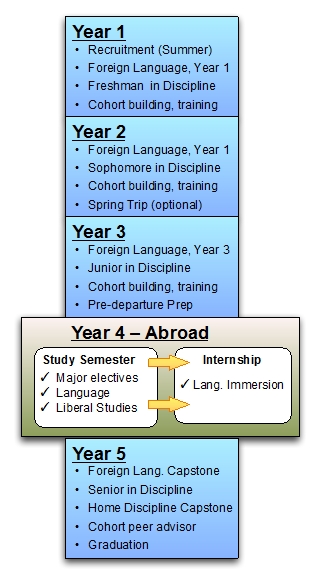 Year 1
• Recruitment (Summer)
• Foreign Language, Year 1
• Freshman in Discipline
• Cohort building, training
Year 2
• Foreign Language, Year 1
• Sophomore in Discipline
• Cohort building, training
• Spring Trip (optional)
Year 3
• Foreign Language, Year 3
• Junior in Discipline
• Cohort building, training
• Pre-departure Prep
Year 4 – Abroad
Study Semester
✓ Major electives
✓ Language
✓ Liberal Studies
Internship
✓ Lang. Immersion
Year 5
• Foreign Lang. Capstone
• Senior in Discipline
• Home Discipline Capstone
• Cohort peer advisor
• Graduation